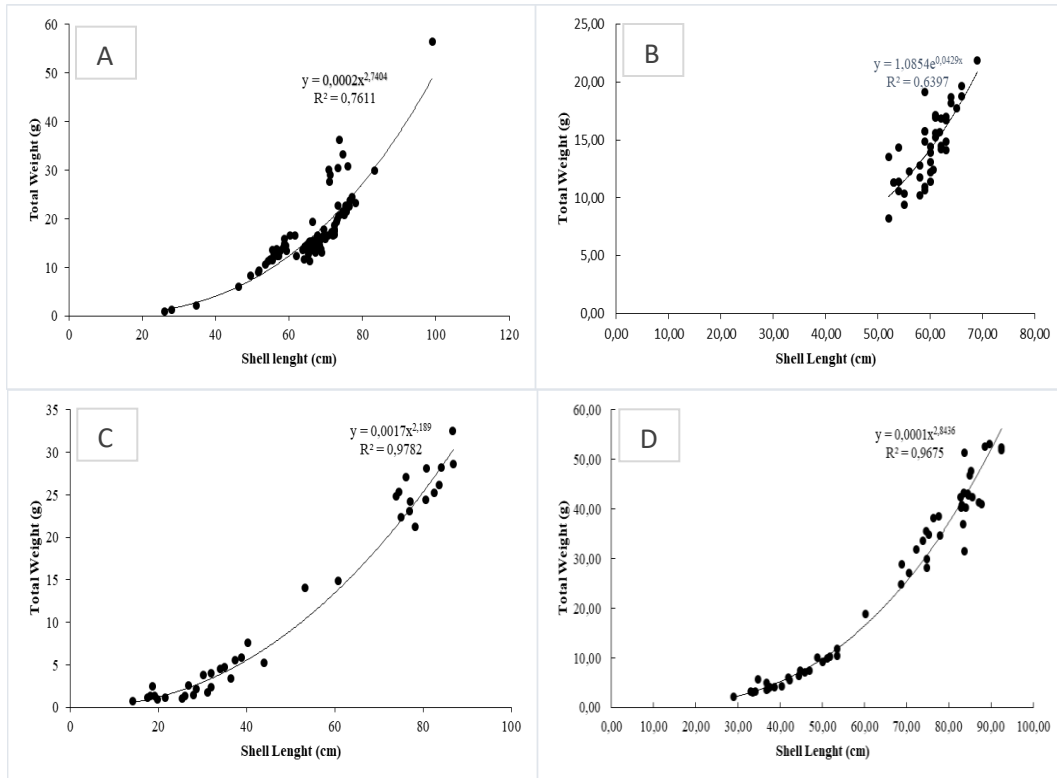 A
60
50
40
30
20
10
0
0 20 40 60 80 100 120
Total Weight (g)
Shell lenght (cm)
y = 0,0002x^2,7404
R² = 0,7611
B
25,00
20,00
15,00
10,00
5,00
0,00
0,00 10,00 20,00 30,00 40,00 50,00 60,00 70,00 80,00
Total Weight (g)
Shell Lenght (cm)
y = 1,0854e^0,0429x
R² = 0,6397
C
35
30
25
20
15
10
5
0
0 20 40 60 80 100
Total Weight (g)
Shell Lenght (cm)
y = 0,0017x^2,189
R² = 0,9782
D
60,00
50,00
40,00
30,00
20,00
10,00
0,00
0,00 10,00 20,00 30,00 40,00 50,00 60,00 70,00 80,00 90,00 100,00
Total Weight (g)
Shell Lenght (cm)
y = 0,0001x^2,8436
R² = 0,9675